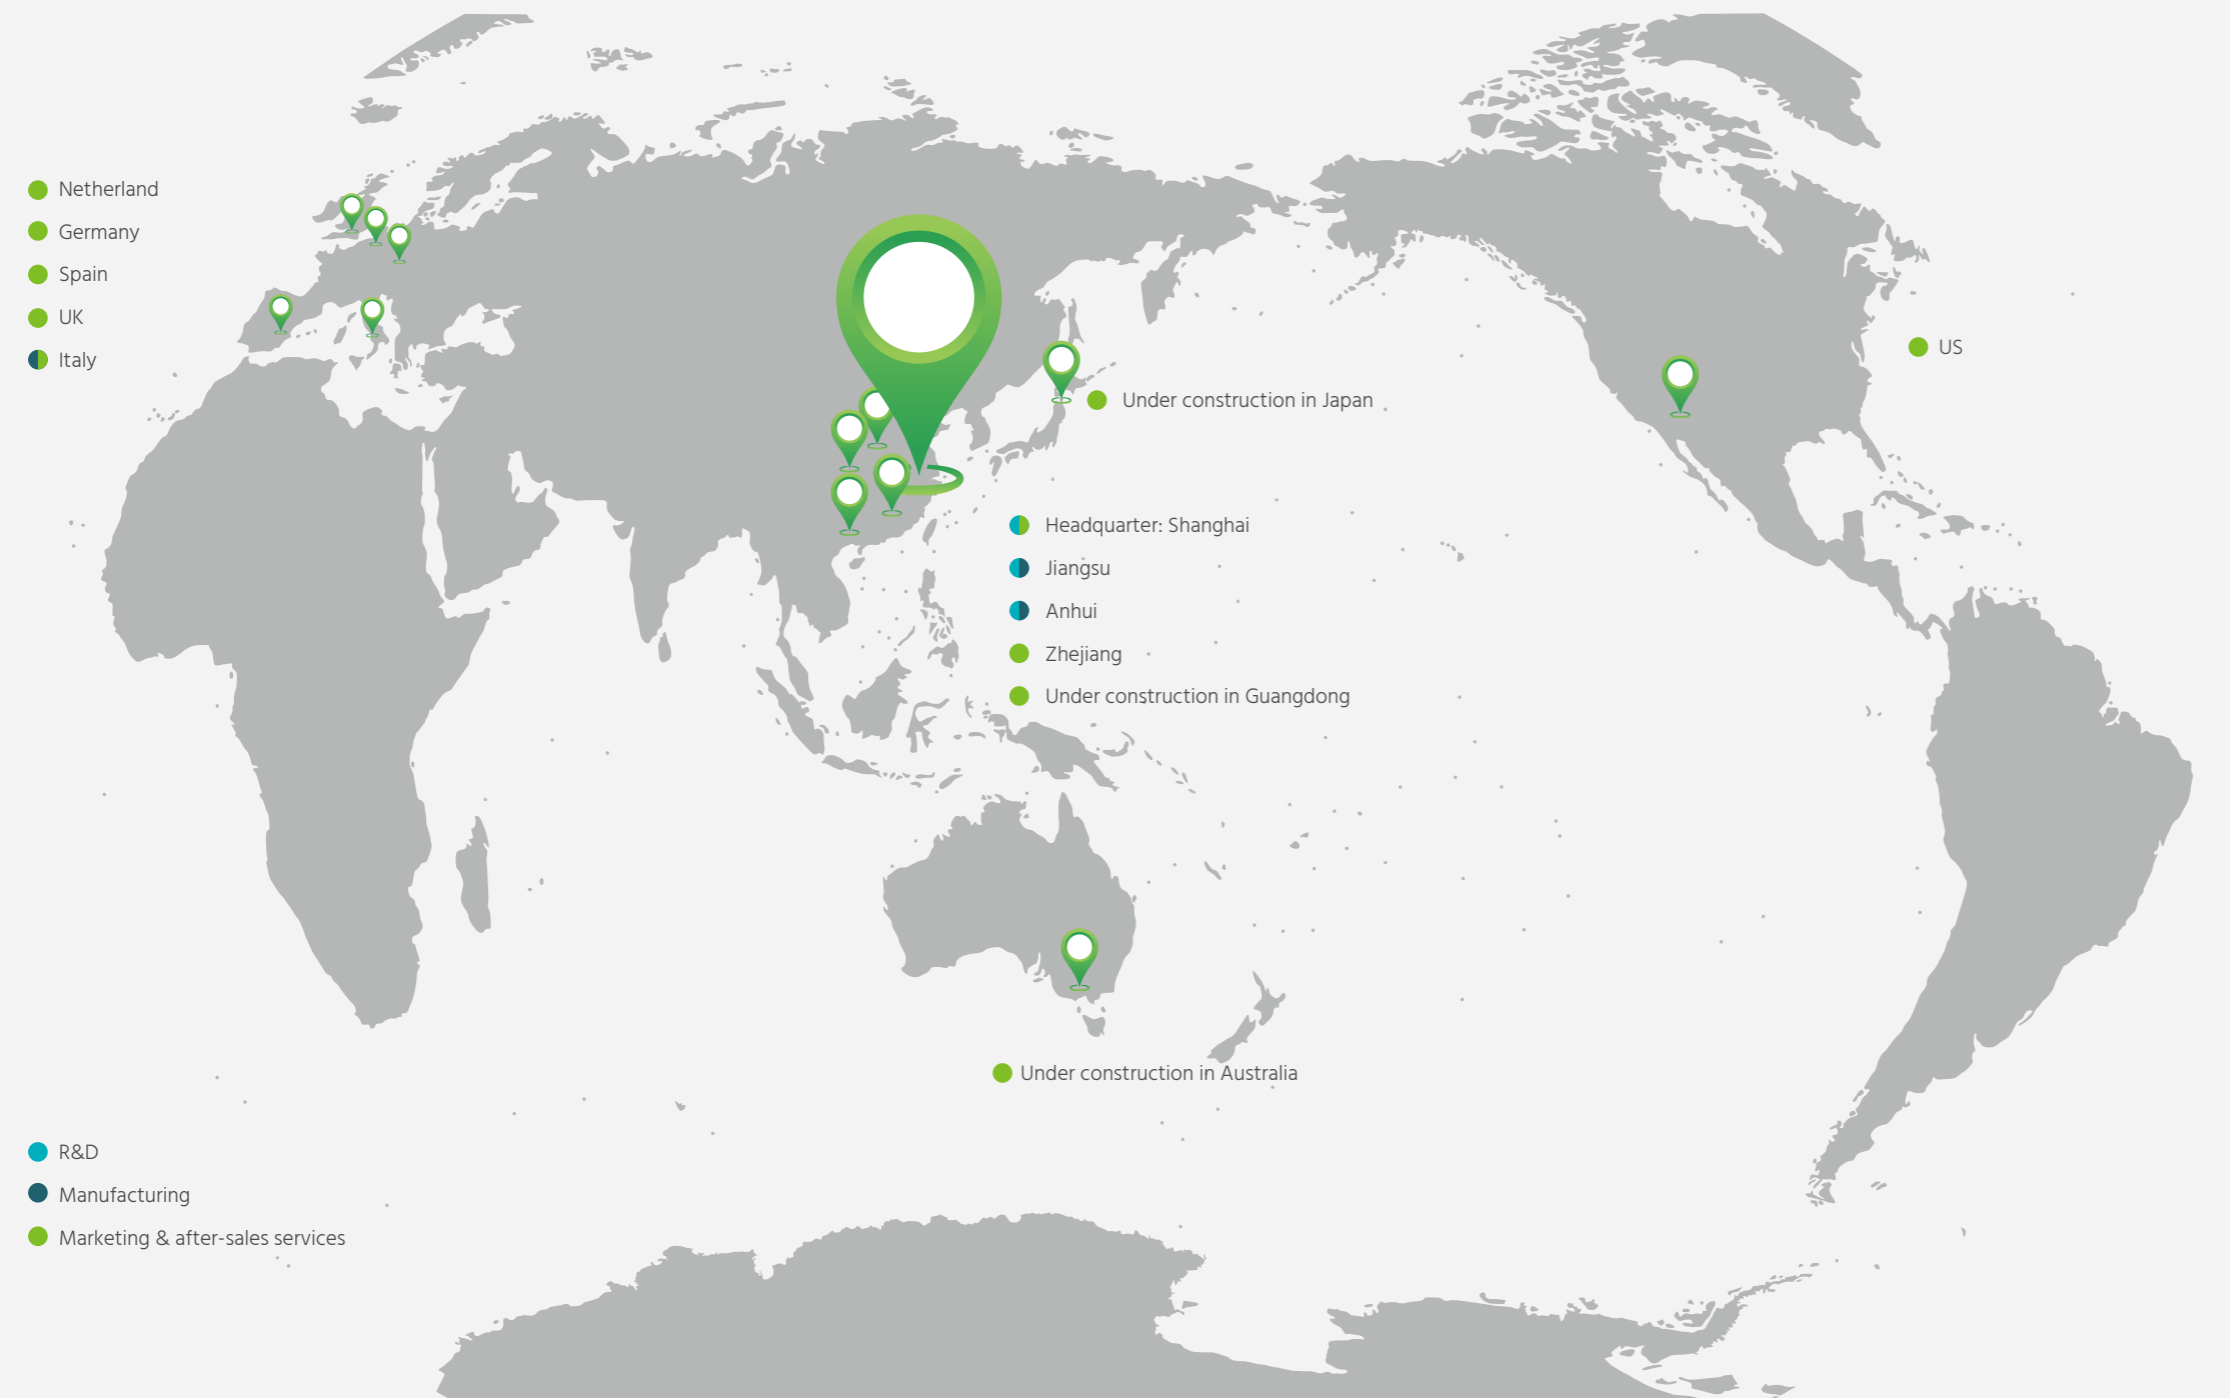 Netherland
Germany
Spain
UK
Italy
US
Under construction in Japan
Headquarter: Shanghai
Jiangsu
Anhui
Zhejiang
Under construction in Guangdong
Under construction in Australia
R&D
Manufacturing
Marketing & after-sales services